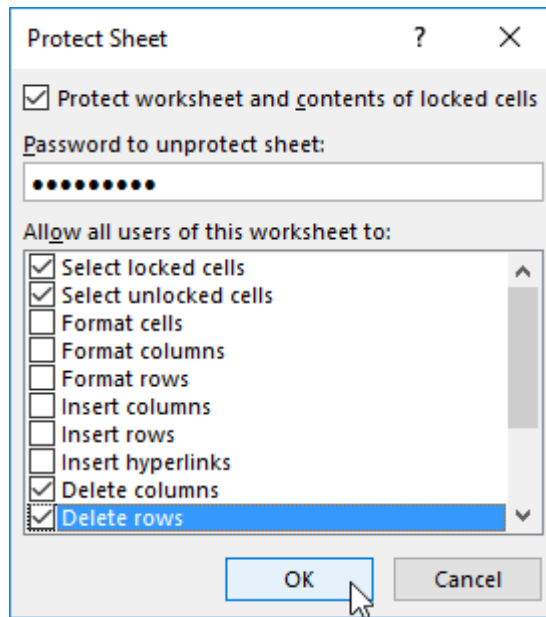 Protect Sheet ?
Protect worksheet and contents of locked cells
Password to unprotect sheet:
•••••••••
Allow all users of this worksheet to:
Select locked cells
Select unlocked cells
Format cells
Format columns
Format rows
Insert columns
Insert rows
Insert hyperlinks
Delete columns
Delete rows
OK Cancel